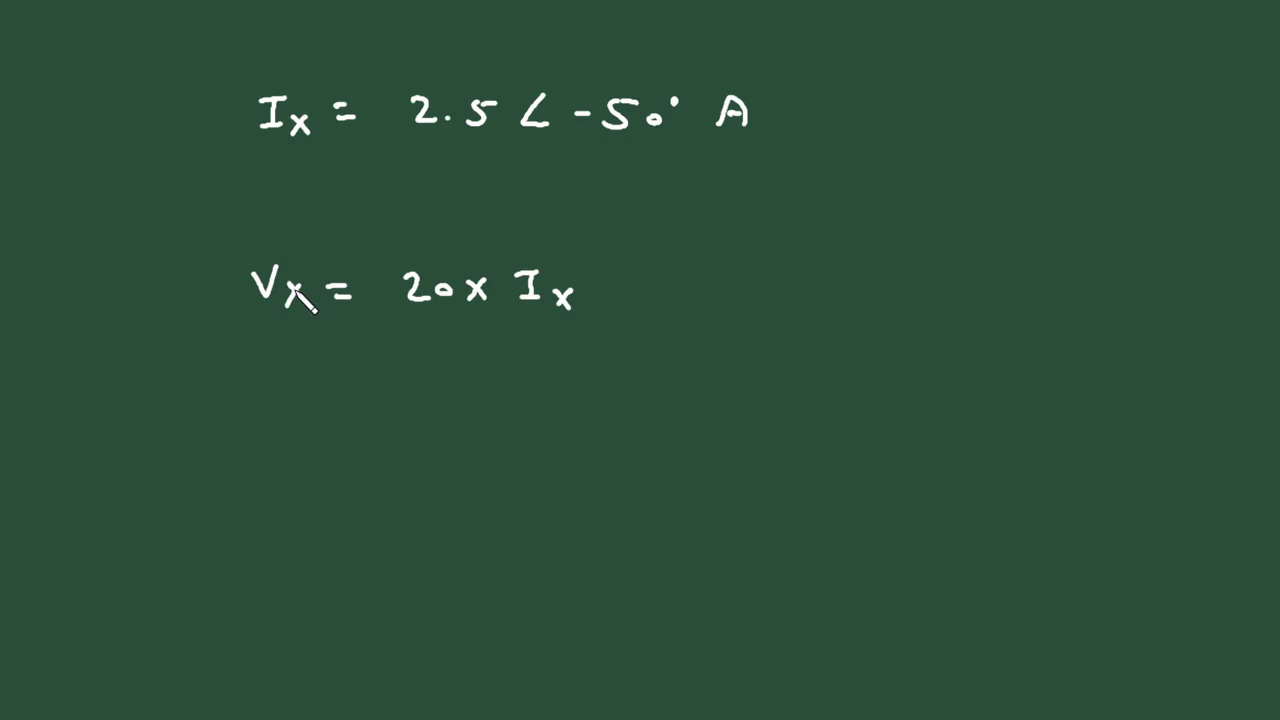 Ix = 2.5 ∠ -50° A
Vx = 20 x Ix